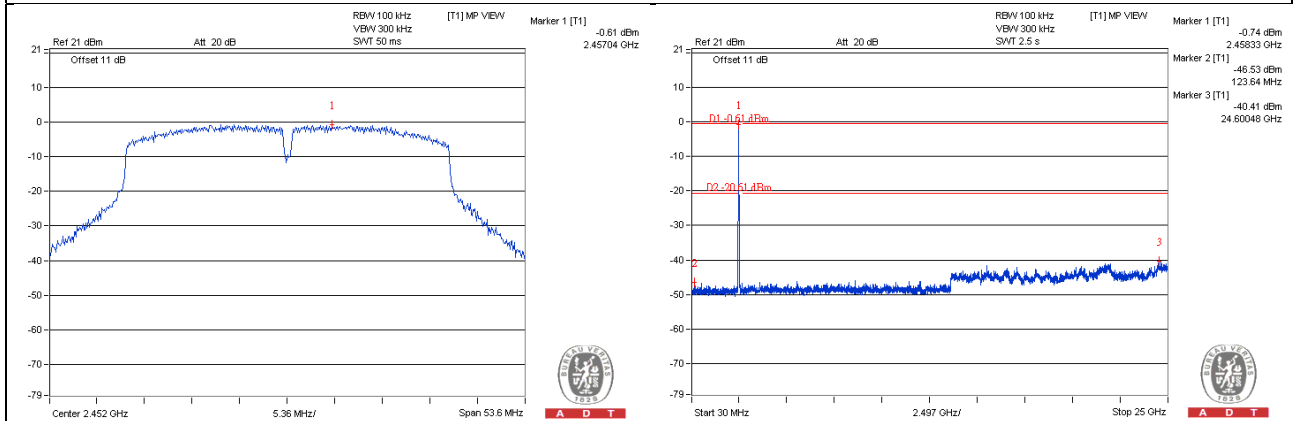 RBW 100 kHz [T1] MP VIEW
VBW 300 kHz
Ref 21 dBm Att 20 dB SWT 50 ms
Marker 1 [T1]
-0.61 dBm
2.45704 GHz
21
Offset 11 dB
10
0
-10
-20
-30
-40
-50
-60
-70
-79
1
Center 2.452 GHz 5.36 MHz/ Span 53.6 MHz
BUREAU VERITAS
1828
A D T
RBW 100 kHz [T1] MP VIEW
VBW 300 kHz
Ref 21 dBm Att 20 dB SWT 2.5 s
Marker 1 [T1]
-0.74 dBm
2.45833 GHz
Marker 2 [T1]
-46.53 dBm
123.64 MHz
Marker 3 [T1]
-40.41 dBm
24.60048 GHz
21
Offset 11 dB
10
0
-10
-20
-30
-40
-50
-60
-70
-79
1
D1 -0.61 dBm
D2 -20.61 dBm
2
3
Start 30 MHz 2.497 GHz/ Stop 25 GHz
BUREAU VERITAS
1828
A D T